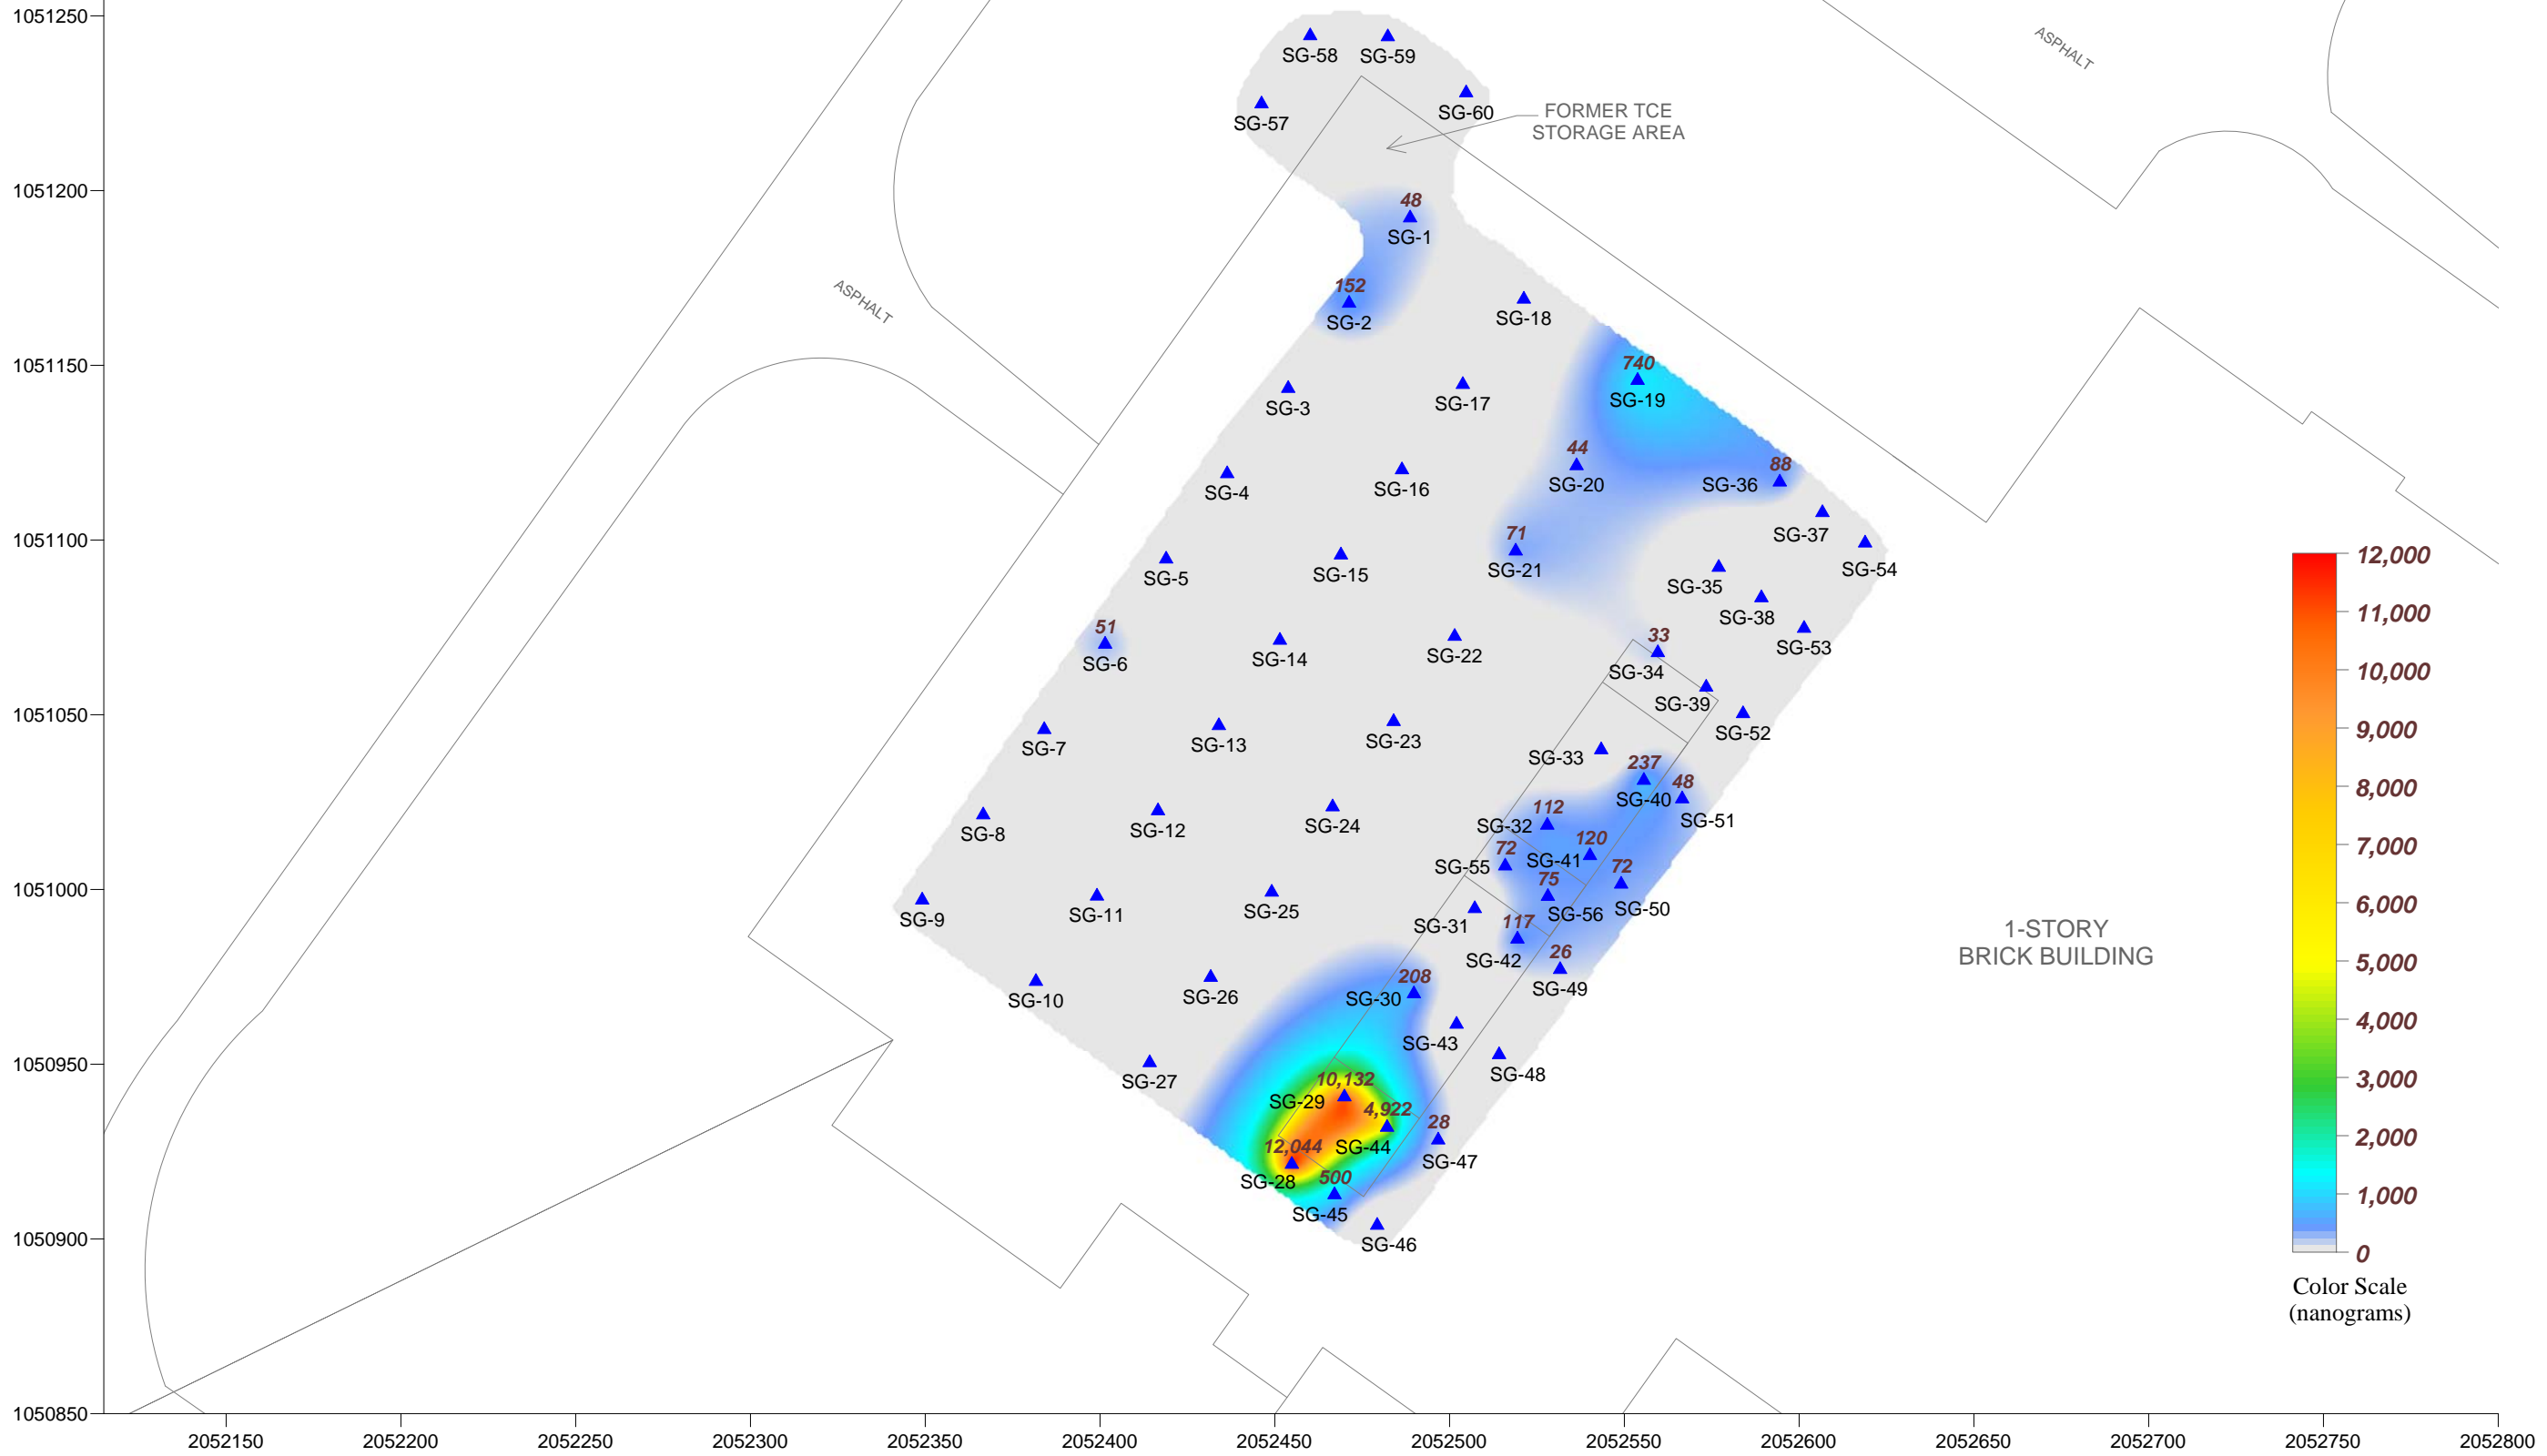 1051250
1051200
1051150
1051100
1051050
1051000
1050950
1050900
1050850
2052150
2052200
2052250
2052300
2052350
2052400
2052450
2052500
2052550
2052600
2052650
2052700
2052750
2052800
ASPHALT
ASPHALT
FORMER TCE
STORAGE AREA
1-STORY
BRICK BUILDING
SG-58
SG-59
SG-57
SG-60
48
SG-1
152
SG-2
SG-18
SG-3
SG-17
740
SG-19
SG-4
SG-16
44
SG-20
88
SG-36
SG-37
SG-5
SG-15
71
SG-21
SG-54
SG-35
SG-38
SG-53
51
SG-6
SG-14
SG-22
33
SG-34
SG-39
SG-52
SG-7
SG-13
SG-23
SG-33
237
SG-40
48
SG-51
SG-8
SG-12
SG-24
112
SG-32
120
SG-41
72
SG-55
72
SG-50
75
SG-56
SG-9
SG-11
SG-25
SG-31
117
SG-42
26
SG-49
SG-10
SG-26
208
SG-30
SG-43
SG-48
SG-27
10,132
SG-29
4,922
SG-44
28
SG-47
12,044
SG-28
500
SG-45
SG-46
12,000
11,000
10,000
9,000
8,000
7,000
6,000
5,000
4,000
3,000
2,000
1,000
0
Color Scale
(nanograms)